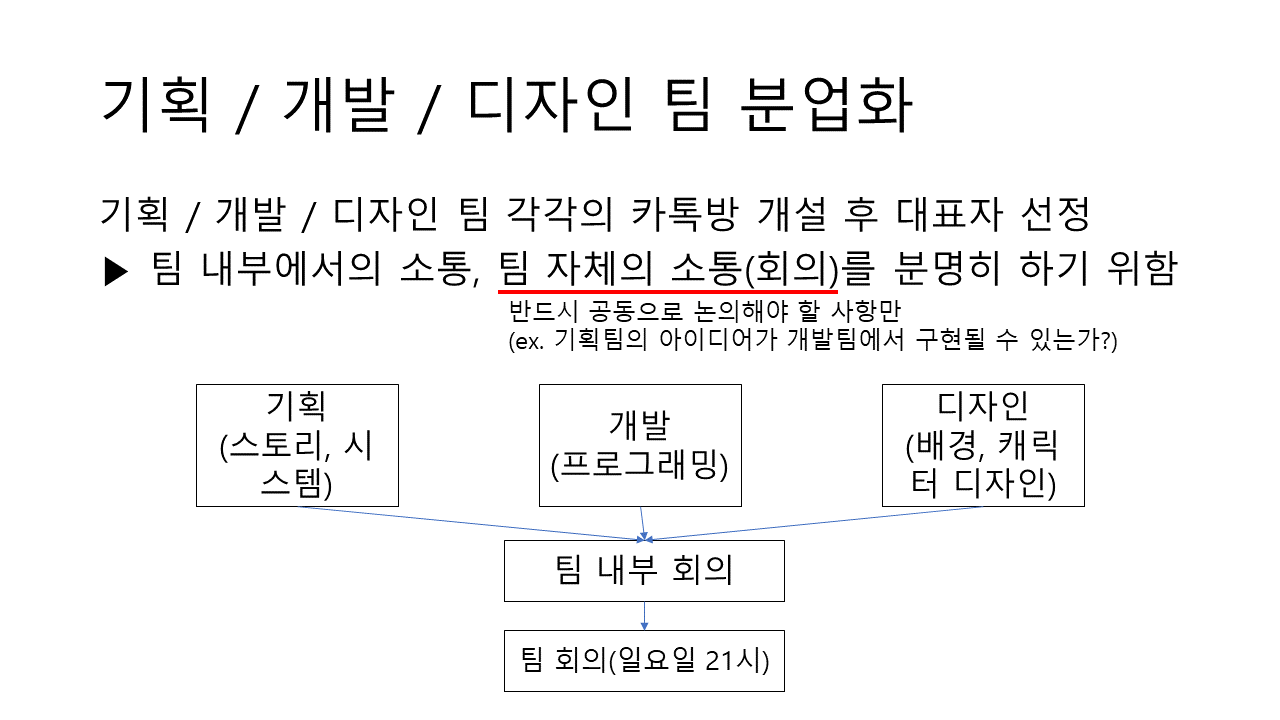 기획 / 개발 / 디자인 팀 분업화
기획 / 개발 / 디자인 팀 각각의 카톡방 개설 후 대표자 선정
▶ 팀 내부에서의 소통, 팀 자체의 소통(회의)를 분명히 하기 위함
반드시 공동으로 논의해야 할 사항만
(ex. 기획팀의 아이디어가 개발팀에서 구현될 수 있는가?)
기획
(스토리, 시
스템)
개발
(프로그래밍)
디자인
(배경, 캐릭
터 디자인)
팀 내부 회의
팀 회의(일요일 21시)